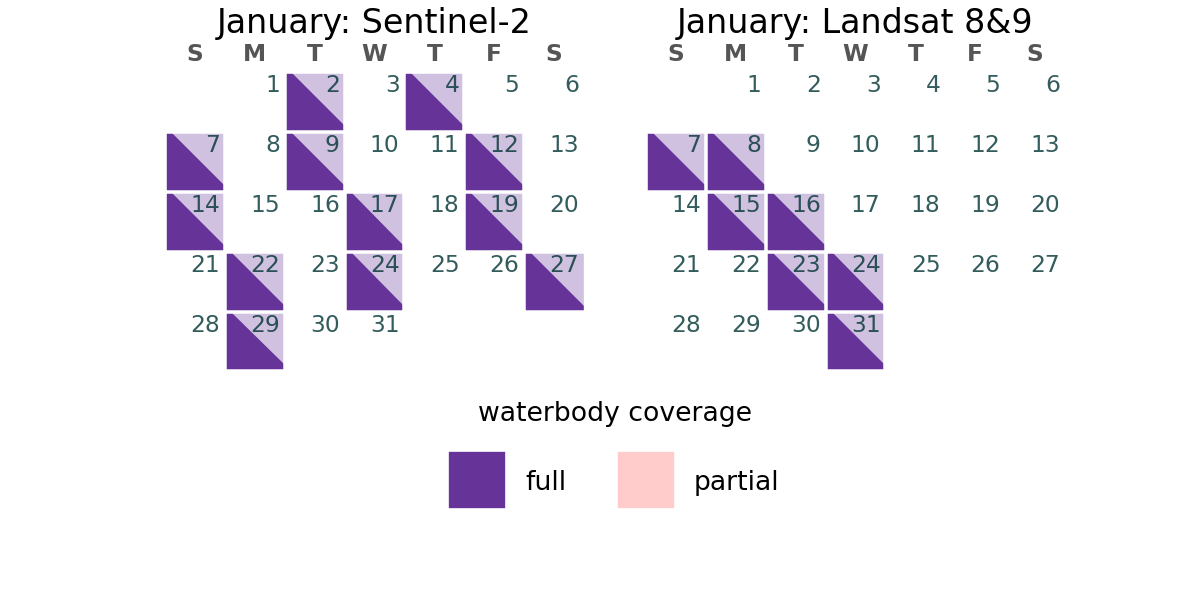 January: Sentinel-2
S M T W T F S
1 2 3 4 5 6
7 8 9 10 11 12 13
14 15 16 17 18 19 20
21 22 23 24 25 26 27
28 29 30 31
January: Landsat 8&9
S M T W T F S
1 2 3 4 5 6
7 8 9 10 11 12 13
14 15 16 17 18 19 20
21 22 23 24 25 26 27
28 29 30 31
waterbody coverage
full partial